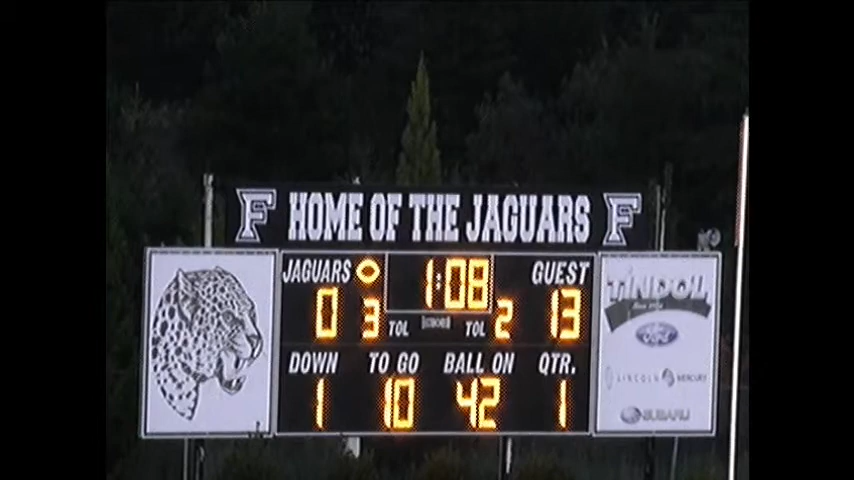 F HOME OF THE JAGUARS F
JAGUARS 1:08 GUEST
0 3 TOL TOL 2 13
DOWN TO GO BALL ON QTR.
1 10 42 1
TINDOL
Ford
LINCOLN MERCURY
SUBARU